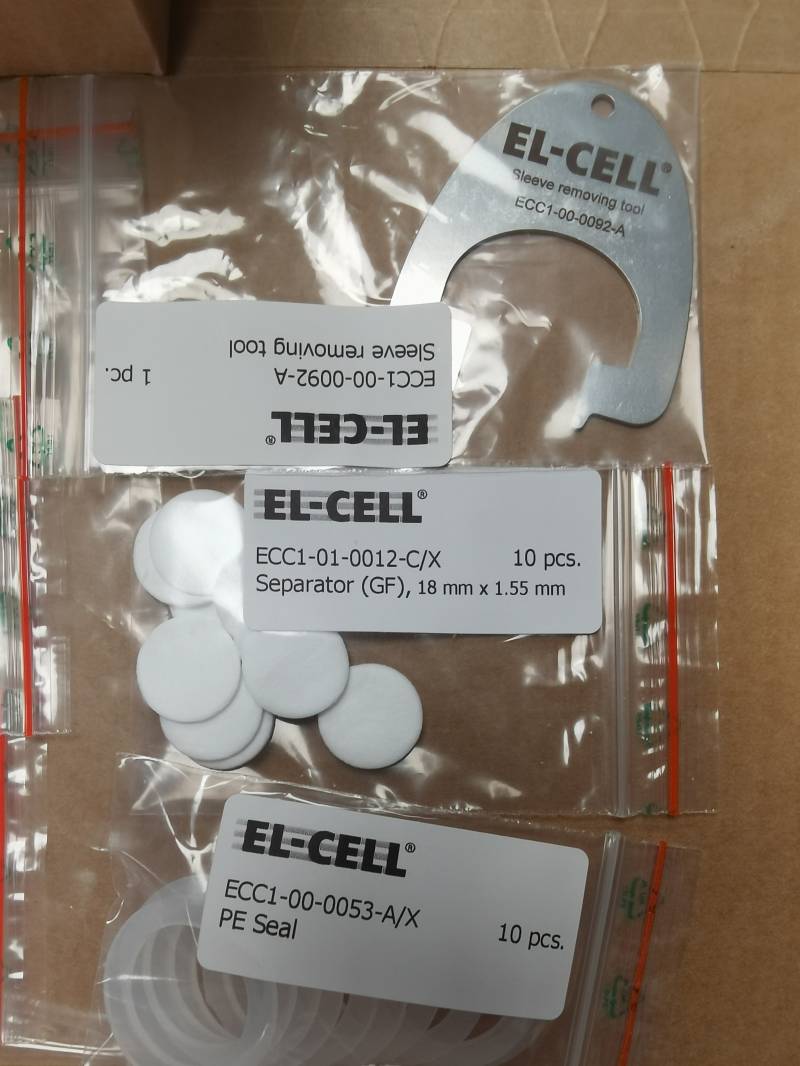 EL-CELL®
Sleeve removing tool
ECC1-00-0092-A
EL-CELL®
ECC1-00-0092-A
Sleeve removing tool 1 pc.
EL-CELL®
ECC1-01-0012-C/X 10 pcs.
Separator (GF), 18 mm x 1.55 mm
EL-CELL®
ECC1-00-0053-A/X
PE Seal 10 pcs.